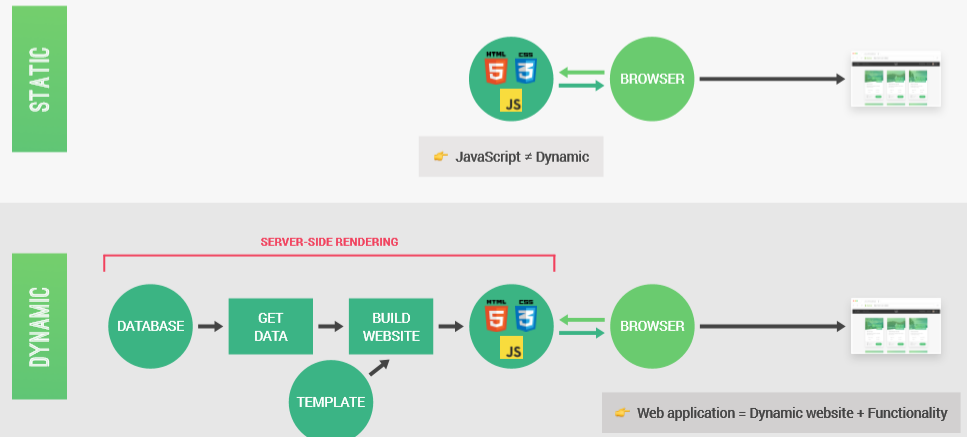 STATIC
HTML
5
CSS
3
JS
BROWSER
👉 JavaScript ≠ Dynamic
SERVER-SIDE RENDERING
DYNAMIC
DATABASE
GET
DATA
BUILD
WEBSITE
TEMPLATE
HTML
5
CSS
3
JS
BROWSER
👉 Web application = Dynamic website + Functionality